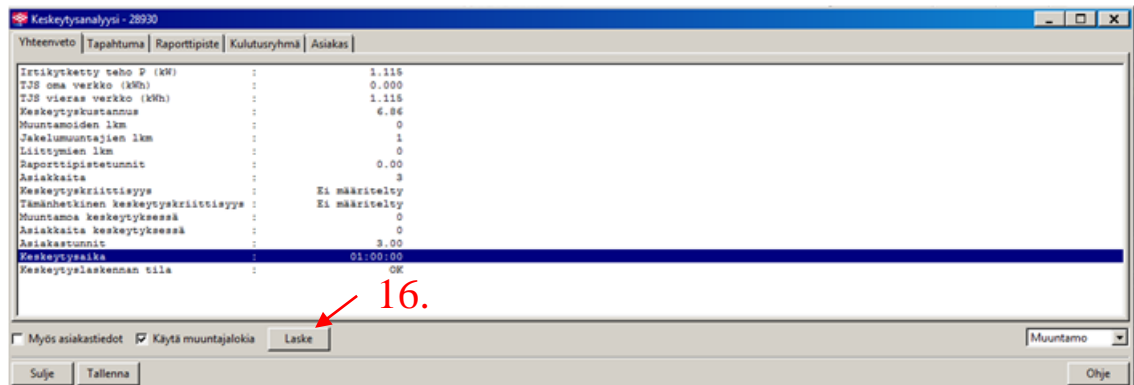 Keskeytysanalyysi - 28930
Yhteenveto Tapahtuma Raporttipiste Kulutusryhmä Asiakas
Irtikytketty teho P (kW) : 1.115
TJS oma verkko (kWh) : 0.000
TJS vieras verkko (kWh) : 1.115
Keskeytyskustannus : 6.86
Muuntamoiden lkm : 0
Jakelumuuntajien lkm : 1
Liittymien lkm : 0
Raporttipistetunnit : 0.00
Asiakkaita : 3
Keskeytyskriittisyys : Ei määritelty
Tämänhetkinen keskeytyskriittisyys : Ei määritelty
Muuntamoa keskeytyksessä : 0
Asiakkaita keskeytyksessä : 0
Asiakastunnit : 3.00
Keskeytysaika : 01:00:00
Keskeytyslaskennan tila : OK
16.
Myös asiakastiedot Käytä muuntajalokia Laske Muuntamo
Sulje Tallenna Ohje